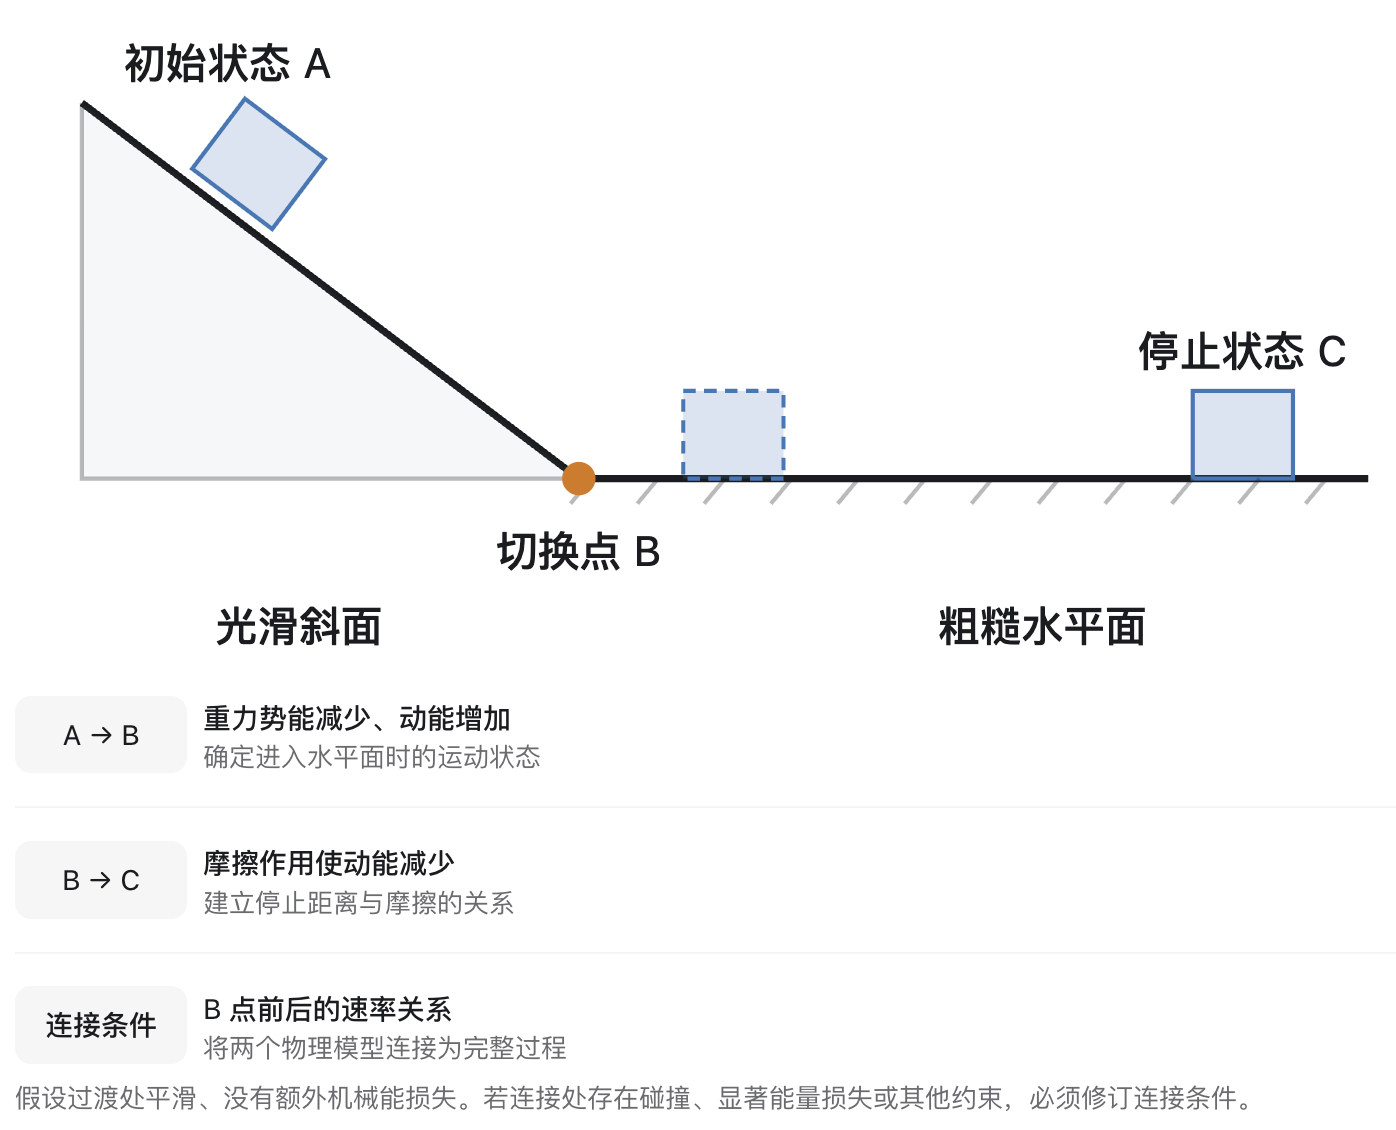 初始状态 A
停止状态 C
切换点 B
光滑斜面
粗糙水平面
A → B
重力势能减少、动能增加
确定进入水平面时的运动状态
B → C
摩擦作用使动能减少
建立停止距离与摩擦的关系
连接条件
B 点前后的速率关系
将两个物理模型连接为完整过程
假设过渡处平滑、没有额外机械能损失。若连接处存在碰撞、显著能量损失或其他约束，必须修订连接条件。